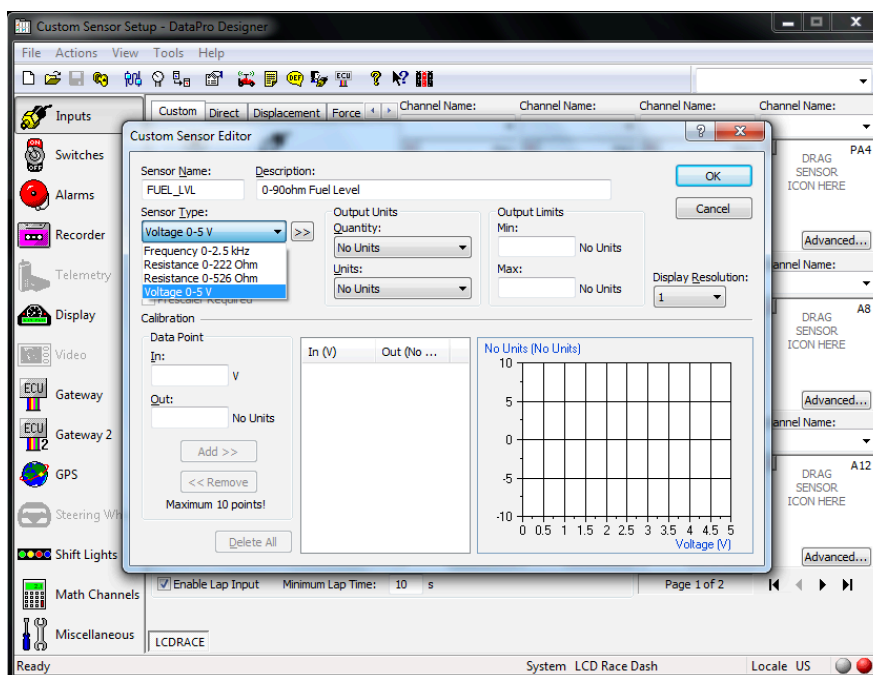 Custom Sensor Setup - DataPro Designer
File Actions View Tools Help
Inputs
Switches
Alarms
Recorder
Telemetry
Display
Video
ECU Gateway
ECU 2 Gateway 2
GPS
Steering Wh
Shift Lights
Math Channels
Miscellaneous
Custom Direct Displacement Force Channel Name: Channel Name: Channel Name: Channel Name:
Custom Sensor Editor
Sensor Name: Description:
FUEL_LVL 0-90ohm Fuel Level
OK
Cancel
Sensor Type:
Voltage 0-5 V >>
Frequency 0-2.5 kHz
Resistance 0-222 Ohm
Resistance 0-526 Ohm
Voltage 0-5 V
Prescaler Required
Output Units
Quantity:
No Units
Units:
No Units
Output Limits
Min:
No Units
Max:
No Units
Display Resolution:
1
Calibration
Data Point
In:
V
Out:
No Units
Add >>
<< Remove
Maximum 10 points!
Delete All
In (V) Out (No ...
No Units (No Units)
10
5
0
-5
-10
0 0.5 1 1.5 2 2.5 3 3.5 4 4.5 5
Voltage (V)
PA4
DRAG
SENSOR
ICON HERE
Advanced...
annel Name:
A8
DRAG
SENSOR
ICON HERE
Advanced...
annel Name:
A12
DRAG
SENSOR
ICON HERE
Advanced...
Enable Lap Input Minimum Lap Time: 10 s Page 1 of 2
LCDRACE
Ready System LCD Race Dash Locale US